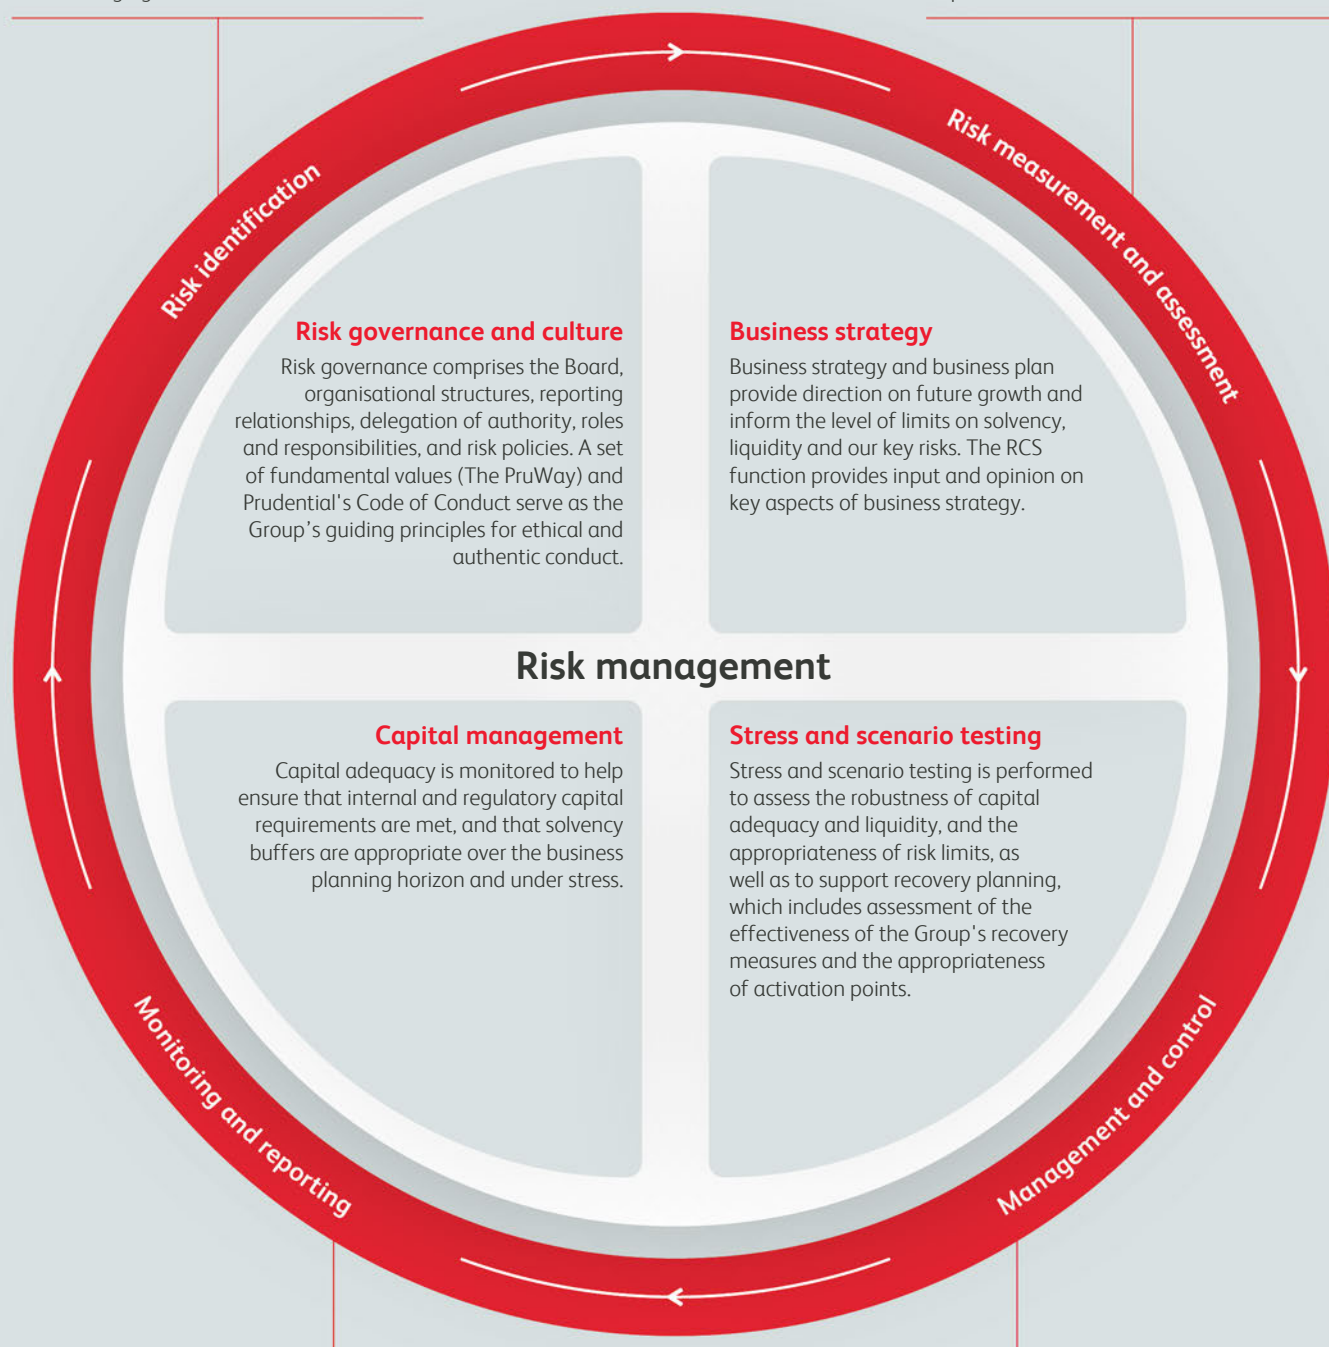 Risk identification
Risk measurement and assessment
Risk governance and culture
Risk governance comprises the Board,
organisational structures, reporting
relationships, delegation of authority, roles
and responsibilities, and risk policies. A set
of fundamental values (The PruWay) and
Prudential's Code of Conduct serve as the
Group’s guiding principles for ethical and
authentic conduct.
Business strategy
Business strategy and business plan
provide direction on future growth and
inform the level of limits on solvency,
liquidity and our key risks. The RCS
function provides input and opinion on
key aspects of business strategy.
Risk management
Capital management
Capital adequacy is monitored to help
ensure that internal and regulatory capital
requirements are met, and that solvency
buffers are appropriate over the business
planning horizon and under stress.
Stress and scenario testing
Stress and scenario testing is performed
to assess the robustness of capital
adequacy and liquidity, and the
appropriateness of risk limits, as
well as to support recovery planning,
which includes assessment of the
effectiveness of the Group's recovery
measures and the appropriateness
of activation points.
Monitoring and reporting
Management and control